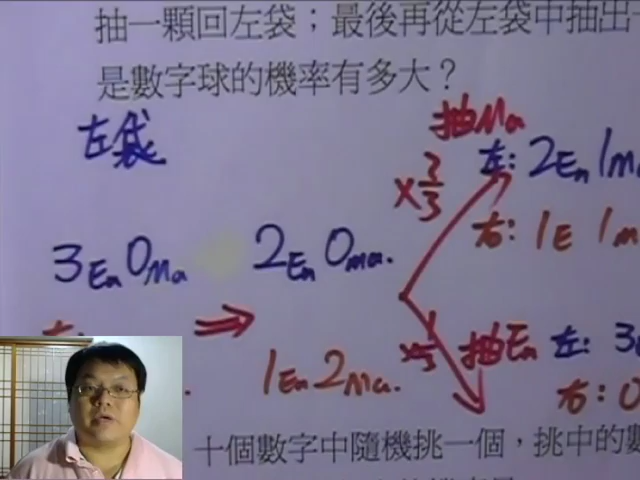 抽一顆回左袋；最後再從左袋中抽出
是數字球的機率有多大？
左袋
抽Ma
×2/3
左: 2En 1Ma
右: 1E 1m
3En 0Ma
2En 0ma.
⇒
1En 2Ma.
×1/3
抽En 左: 3
右: 0
十個數字中隨機挑一個，挑中的數